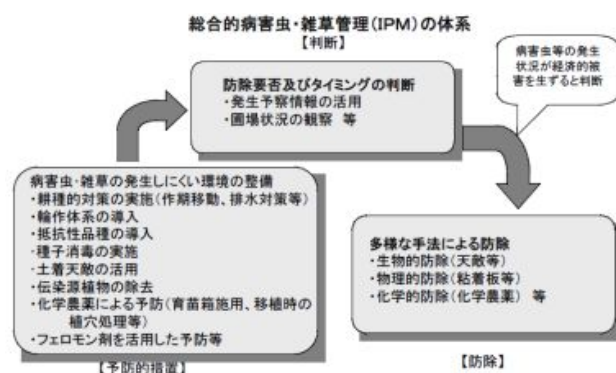 総合的病害虫・雑草管理(IPM)の体系
【判断】
防除要否及びタイミングの判断
・発生予察情報の活用
・圃場状況の観察 等
病害虫等の発生
状況が経済的被
害を生ずると判断
病害虫・雑草の発生しにくい環境の整備
・耕種的対策の実施(作期移動、排水対策等)
・輪作体系の導入
・抵抗性品種の導入
・種子消毒の実施
・土着天敵の活用
・伝染源植物の除去
・化学農薬による予防(育苗箱施用、移植時の
植穴処理等)
・フェロモン剤を活用した予防等
【予防的措置】
多様な手法による防除
・生物的防除(天敵等)
・物理的防除(粘着板等)
・化学的防除(化学農薬) 等
【防除】